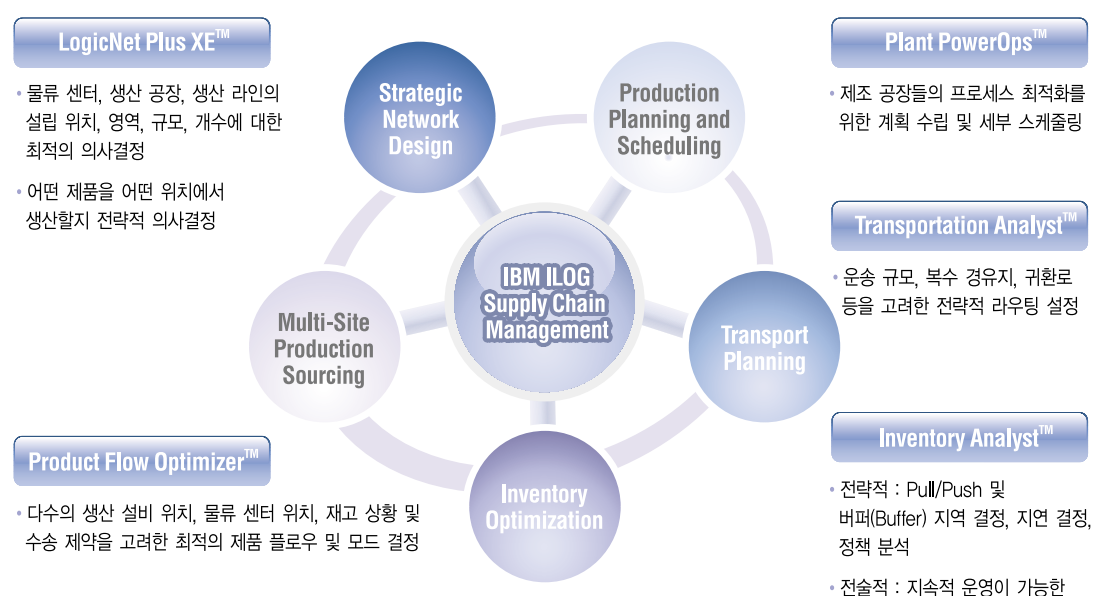 LogicNet Plus XE™
• 물류 센터, 생산 공장, 생산 라인의
설립 위치, 영역, 규모, 개수에 대한
최적의 의사결정
• 어떤 제품을 어떤 위치에서
생산할지 전략적 의사결정
Strategic
Network
Design
Production
Planning and
Scheduling
Plant PowerOps™
• 제조 공장들의 프로세스 최적화를
위한 계획 수립 및 세부 스케줄링
Transportation Analyst™
• 운송 규모, 복수 경유지, 귀환로
등을 고려한 전략적 라우팅 설정
IBM ILOG
Supply Chain
Management
Multi-Site
Production
Sourcing
Transport
Planning
Product Flow Optimizer™
• 다수의 생산 설비 위치, 물류 센터 위치, 재고 상황 및
수송 제약을 고려한 최적의 제품 플로우 및 모드 결정
Inventory
Optimization
Inventory Analyst™
• 전략적 : Pull/Push 및
버퍼(Buffer) 지역 결정, 지연 결정,
정책 분석
• 전술적 : 지속적 운영이 가능한